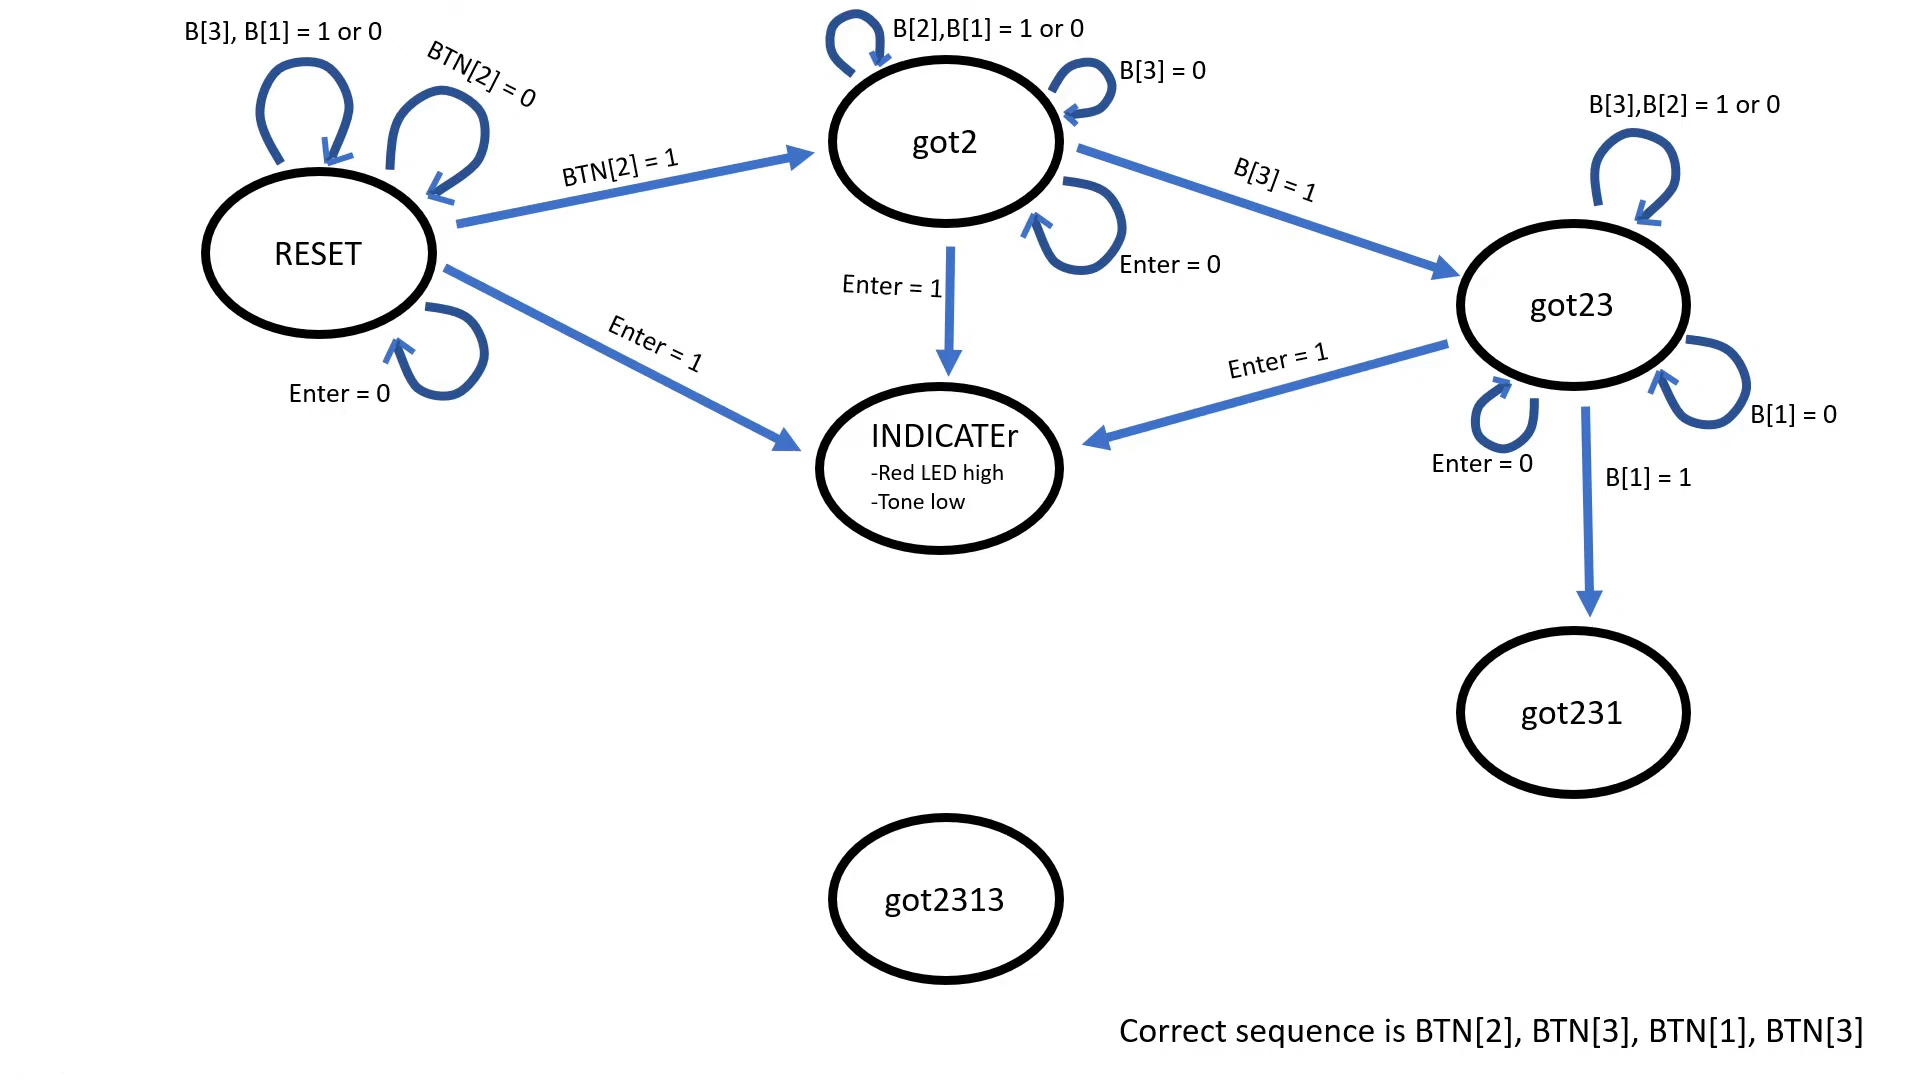 B[3], B[1] = 1 or 0
BTN[2] = 0
B[2],B[1] = 1 or 0
B[3] = 0
B[3],B[2] = 1 or 0
RESET
BTN[2] = 1
got2
B[3] = 1
Enter = 0
Enter = 1
got23
Enter = 1
Enter = 0
Enter = 1
B[1] = 0
INDICATEr
-Red LED high
-Tone low
Enter = 0
B[1] = 1
got231
got2313
Correct sequence is BTN[2], BTN[3], BTN[1], BTN[3]